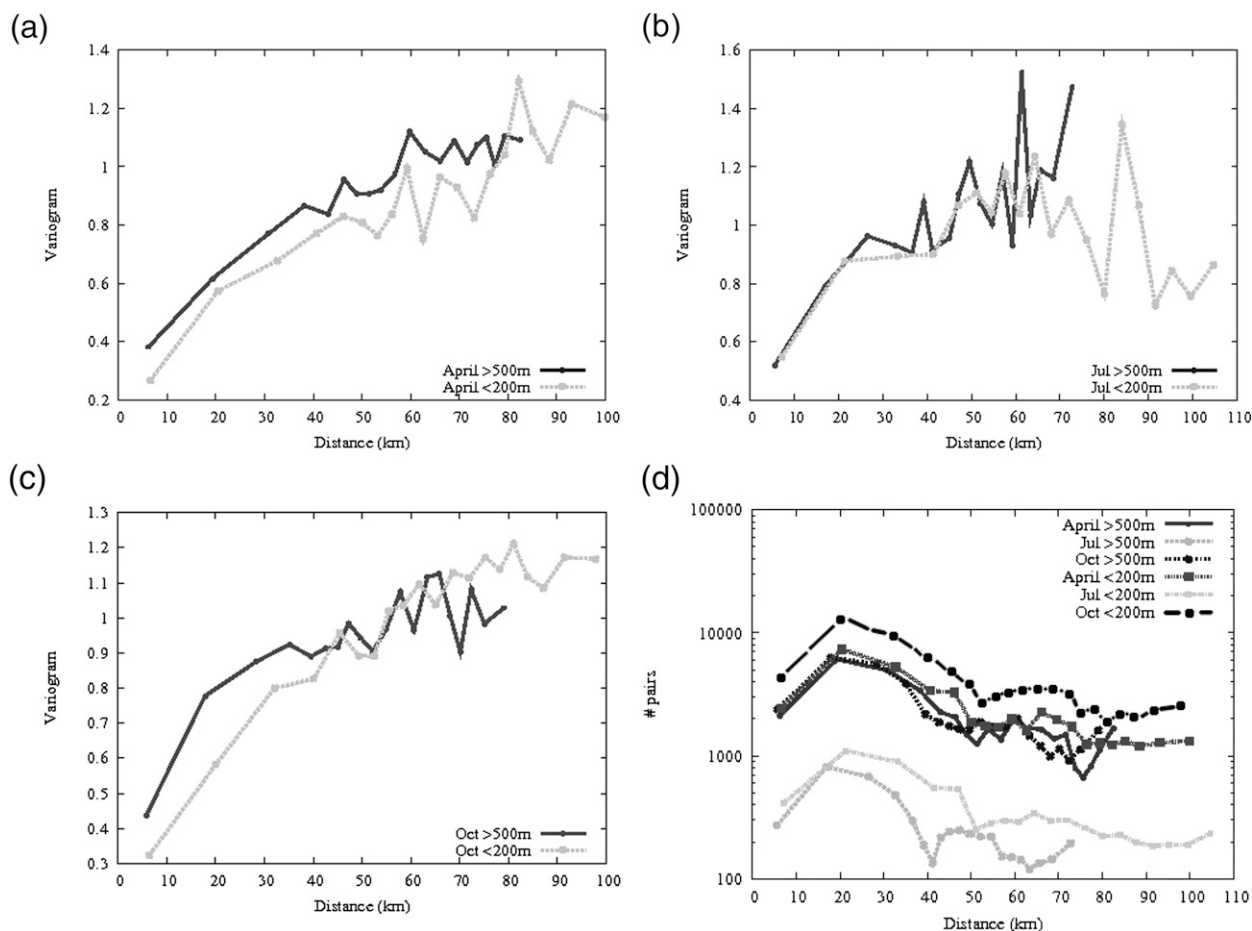 (a)
1.4
1.2
1
0.8
0.6
0.4
0.2
Variogram
April >500m
April <200m
0 10 20 30 40 50 60 70 80 90 100
Distance (km)
(b)
1.6
1.4
1.2
1
0.8
0.6
0.4
Variogram
Jul >500m
Jul <200m
0 10 20 30 40 50 60 70 80 90 100 110
Distance (km)
(c)
1.3
1.2
1.1
1
0.9
0.8
0.7
0.6
0.5
0.4
0.3
Variogram
Oct >500m
Oct <200m
0 10 20 30 40 50 60 70 80 90 100
Distance (km)
(d)
100000
10000
1000
100
# pairs
April >500m
Jul >500m
Oct >500m
April <200m
Jul <200m
Oct <200m
0 10 20 30 40 50 60 70 80 90 100 110
Distance (km)